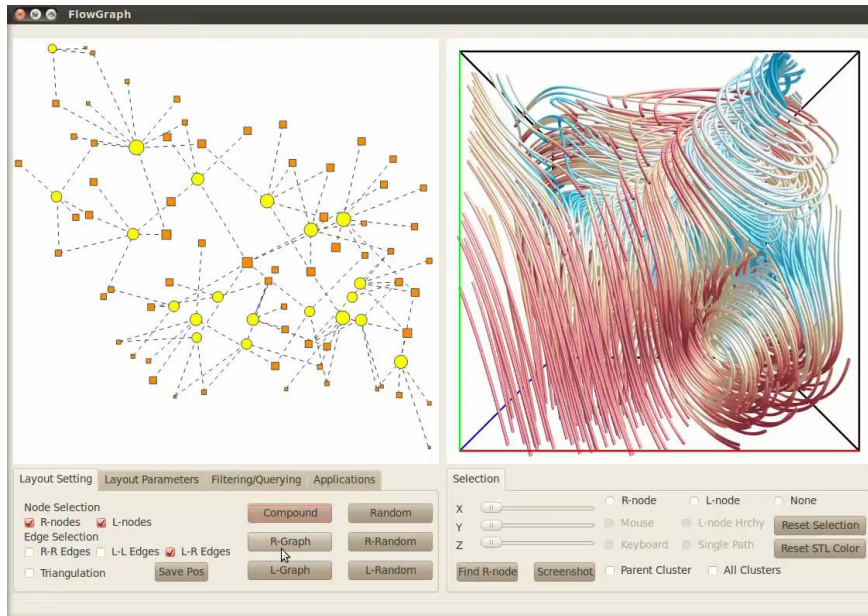 FlowGraph
Layout Setting Layout Parameters Filtering/Querying Applications
Node Selection
R-nodes L-nodes
Edge Selection
R-R Edges L-L Edges L-R Edges
Triangulation Save Pos
Compound Random
R-Graph R-Random
L-Graph L-Random
Selection
X
Y
Z
R-node L-node None
Mouse L-node Hrchy Reset Selection
Keyboard Single Path Reset STL Color
Find R-node Screenshot Parent Cluster All Clusters